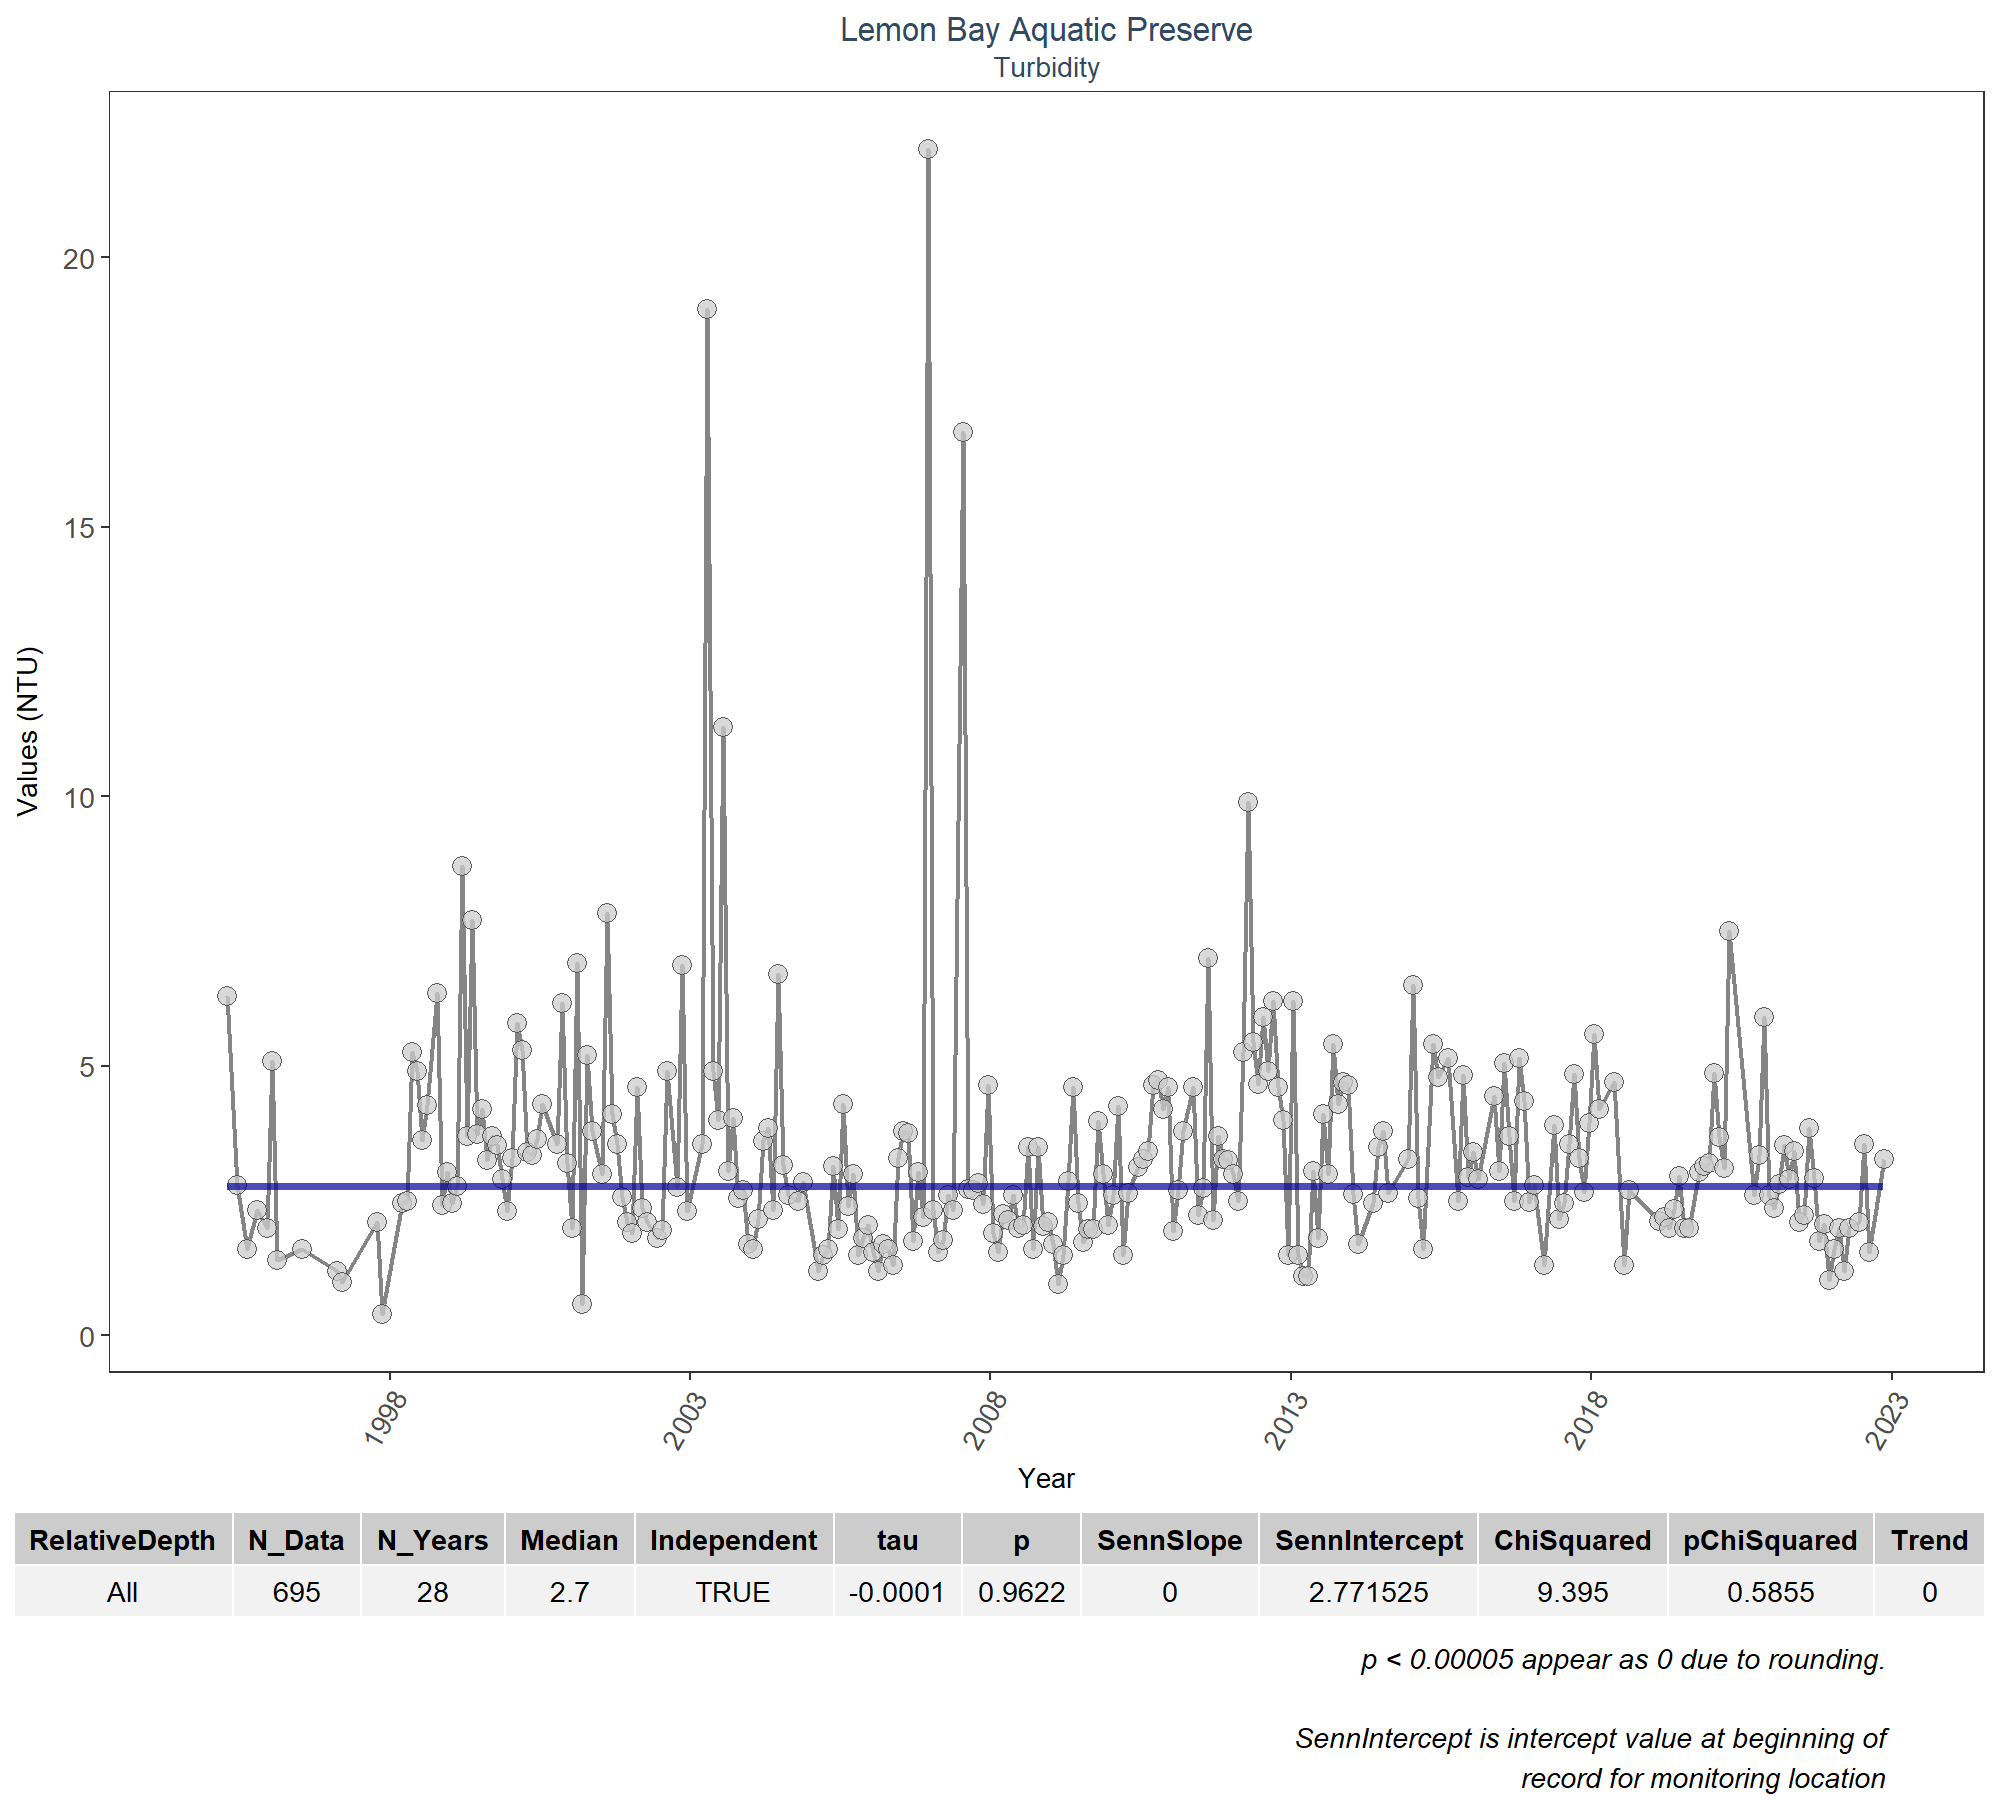 Lemon Bay Aquatic Preserve
Turbidity
Values (NTU)
20
15
10
5
0
1998 2003 2008 2013 2018 2023
Year
RelativeDepth N_Data N_Years Median Independent tau p SennSlope SennIntercept ChiSquared pChiSquared Trend
All 695 28 2.7 TRUE -0.0001 0.9622 0 2.771525 9.395 0.5855 0
p < 0.00005 appear as 0 due to rounding.
SennIntercept is intercept value at beginning of
record for monitoring location